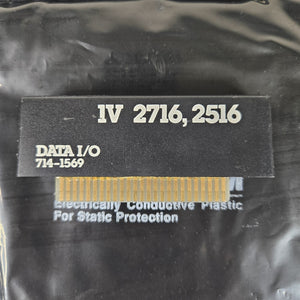 IV 2716, 2516
DATA I/O
714-1569
Electrically Conductive Plastic
For Static Protection